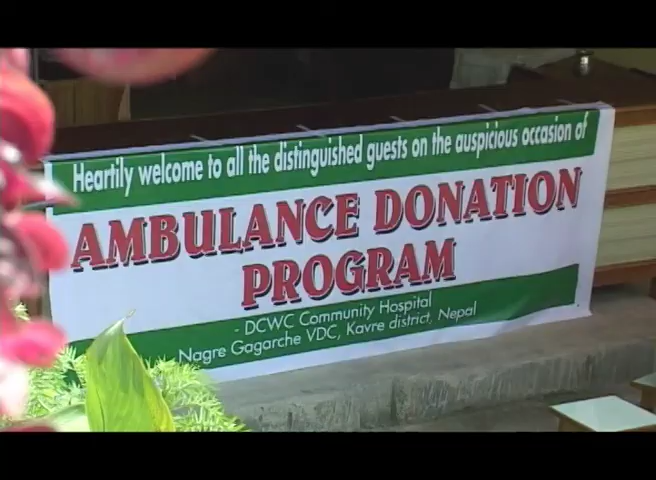 Heartily welcome to all the distinguished guests on the auspicious occasion of
AMBULANCE DONATION
PROGRAM
- DCWC Community Hospital
Nagre Gagarche VDC, Kavre district, Nepal